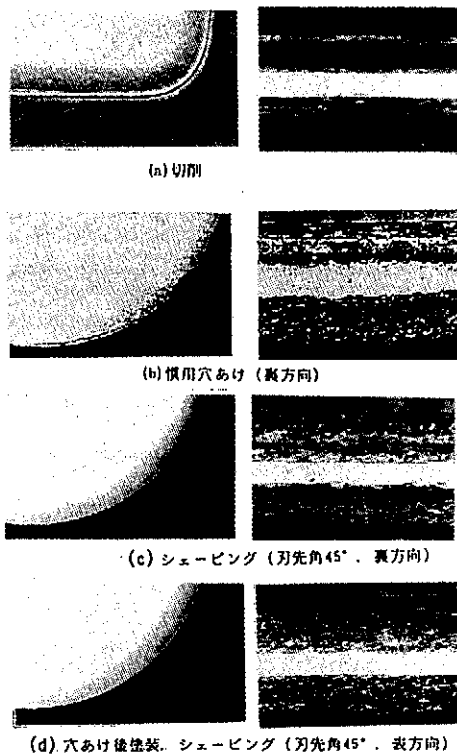 (a) 切削
(b) 慣用穴あけ (裏方向)
(c) シェービング (刃先角45°. 裏方向)
(d) 穴あけ後塗装. シェービング (刃先角45°. 裏方向)